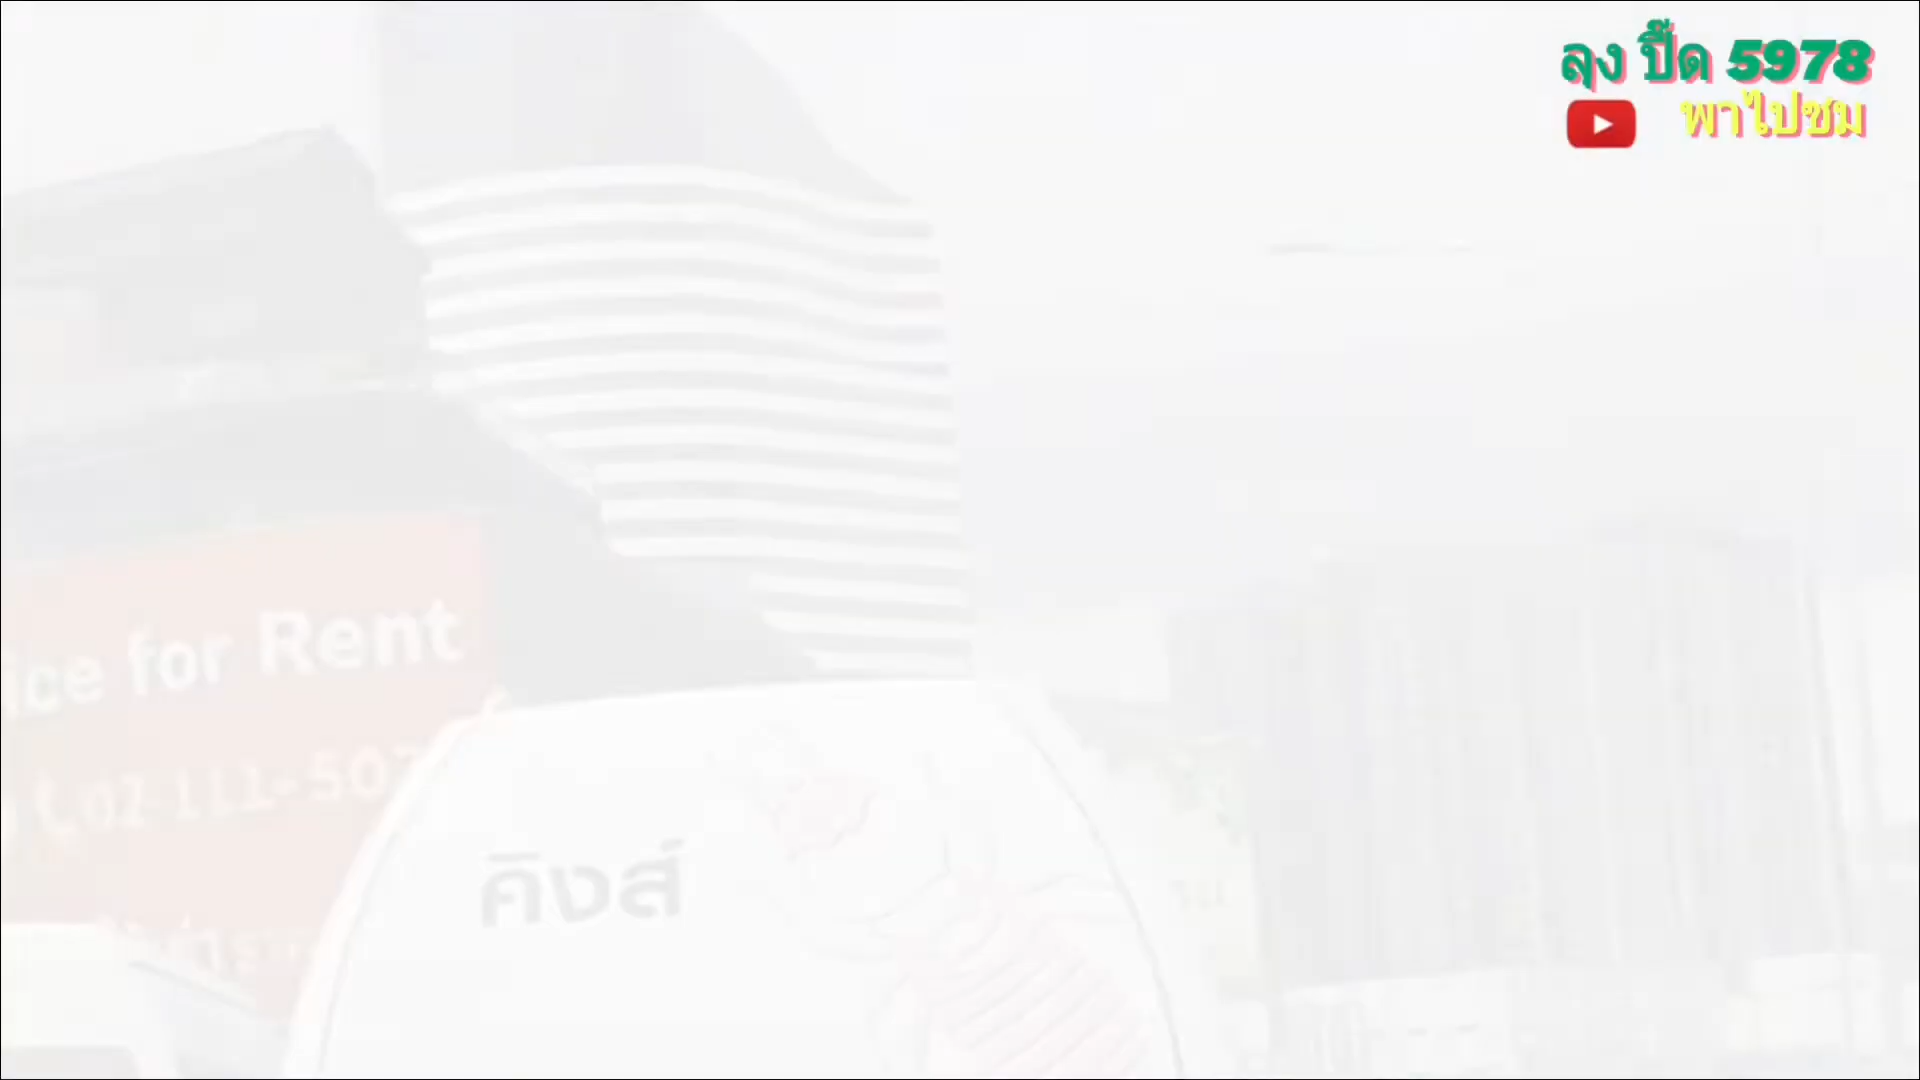 ลุง ปี๊ด 5978
พาไปชม
ice for Rent
02-111-50
คิงส์